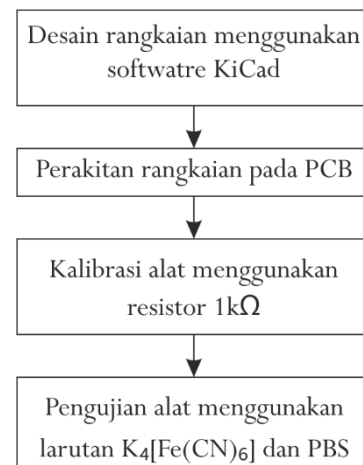 Desain rangkaian menggunakan
softwatre KiCad
Perakitan rangkaian pada PCB
Kalibrasi alat menggunakan
resistor 1kΩ
Pengujian alat menggunakan
larutan K₄[Fe(CN)₆] dan PBS